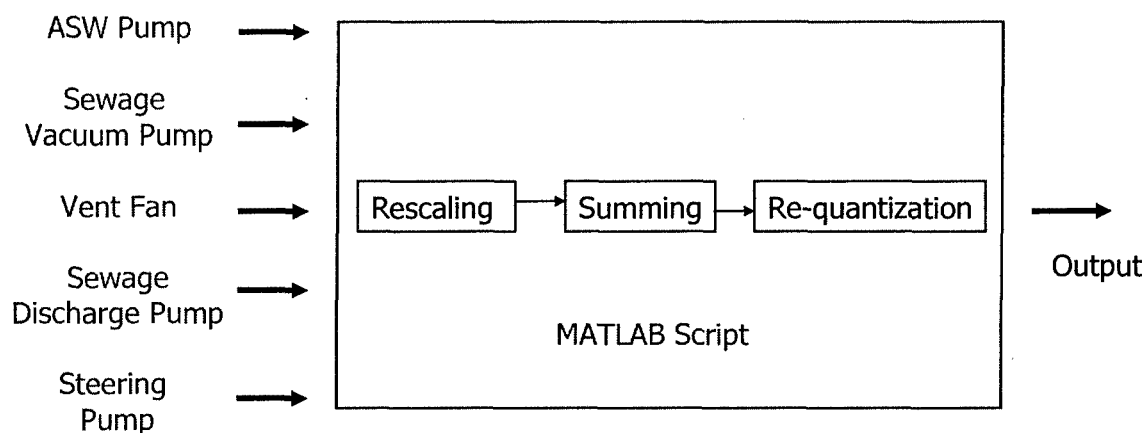 ASW Pump
Sewage
Vacuum Pump
Vent Fan
Sewage
Discharge Pump
Steering
Pump
Rescaling
Summing
Re-quantization
MATLAB Script
Output